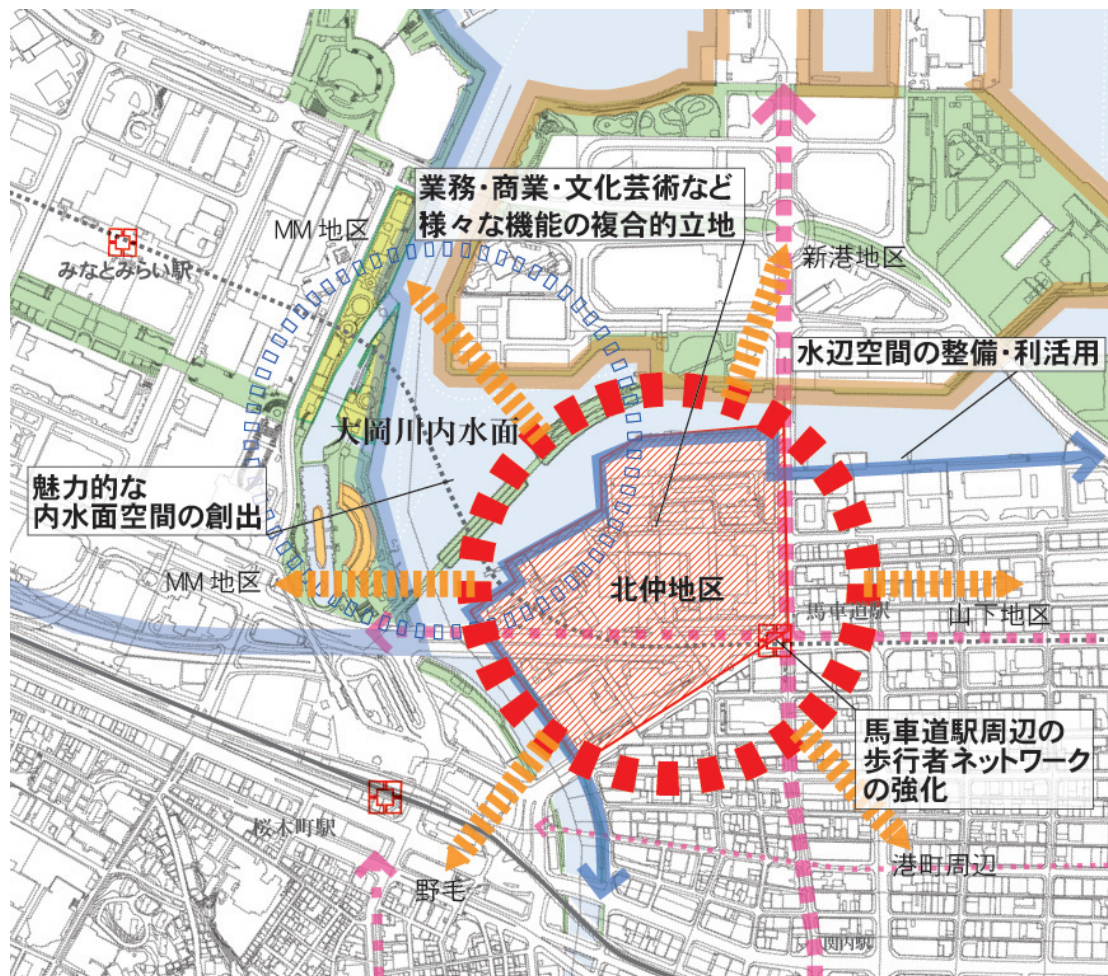 業務・商業・文化芸術など
様々な機能の複合的立地
MM地区
みなとみらい駅
新港地区
水辺空間の整備・利活用
大岡川内水面
魅力的な
内水面空間の創出
MM地区
北仲地区
馬車道駅
山下地区
馬車道駅周辺の
歩行者ネットワーク
の強化
桜木町駅
野毛
港町周辺
関内駅